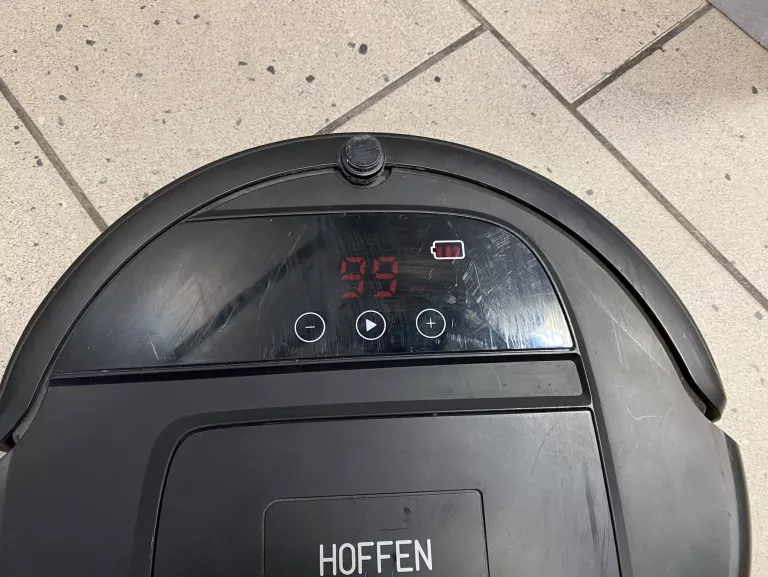 99
- +
HOFFEN